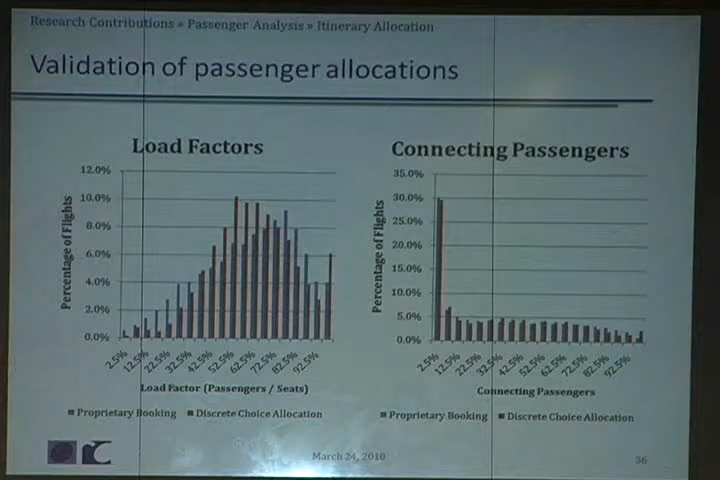 Research Contributions » Passenger Analysis » Itinerary Allocation
Validation of passenger allocations
Load Factors
Percentage of Flights
12.0%
10.0%
8.0%
6.0%
4.0%
2.0%
0.0%
2.5%
12.5%
22.5%
32.5%
42.5%
52.5%
62.5%
72.5%
82.5%
92.5%
Load Factor (Passengers / Seats)
Proprietary Booking
Discrete Choice Allocation
Connecting Passengers
Percentage of Flights
35.0%
30.0%
25.0%
20.0%
15.0%
10.0%
5.0%
0.0%
2.5%
12.5%
22.5%
32.5%
42.5%
52.5%
62.5%
72.5%
82.5%
92.5%
Connecting Passengers
Proprietary Booking
Discrete Choice Allocation
March 24, 2010
36